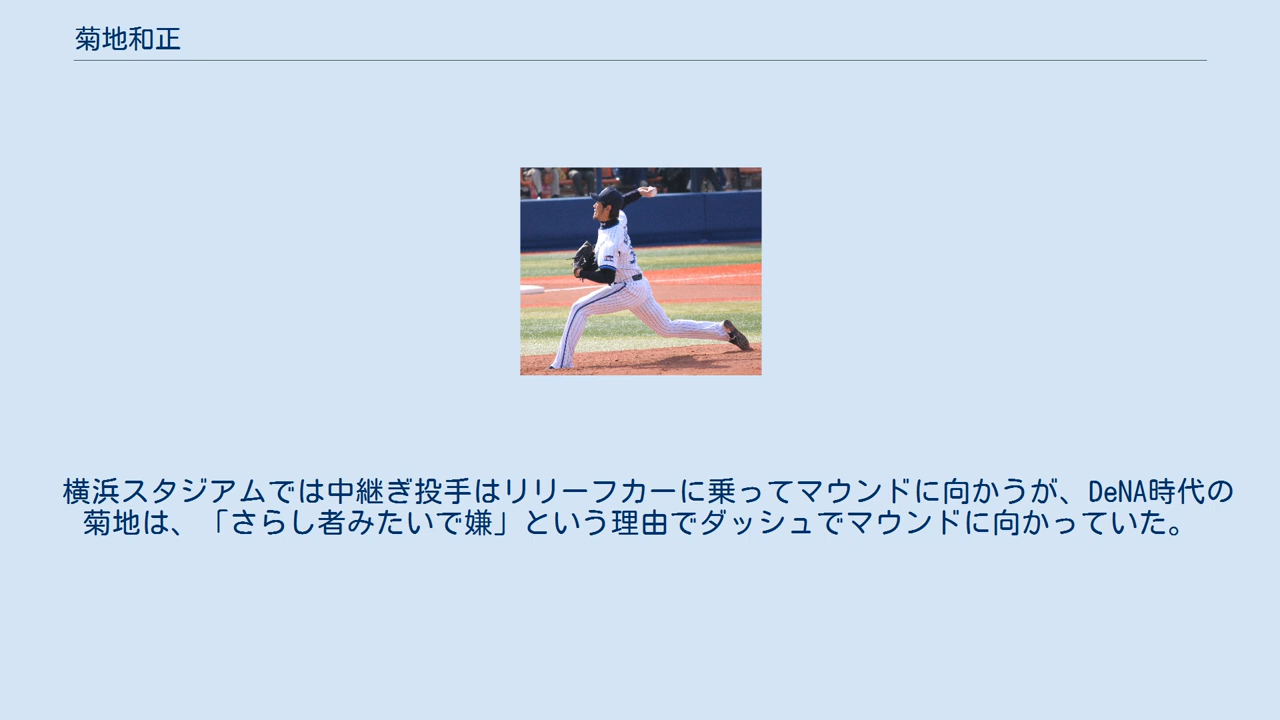 菊地和正
横浜スタジアムでは中継ぎ投手はリリーフカーに乗ってマウンドに向かうが、DeNA時代の
菊地は、「さらし者みたいで嫌」という理由でダッシュでマウンドに向かっていた。